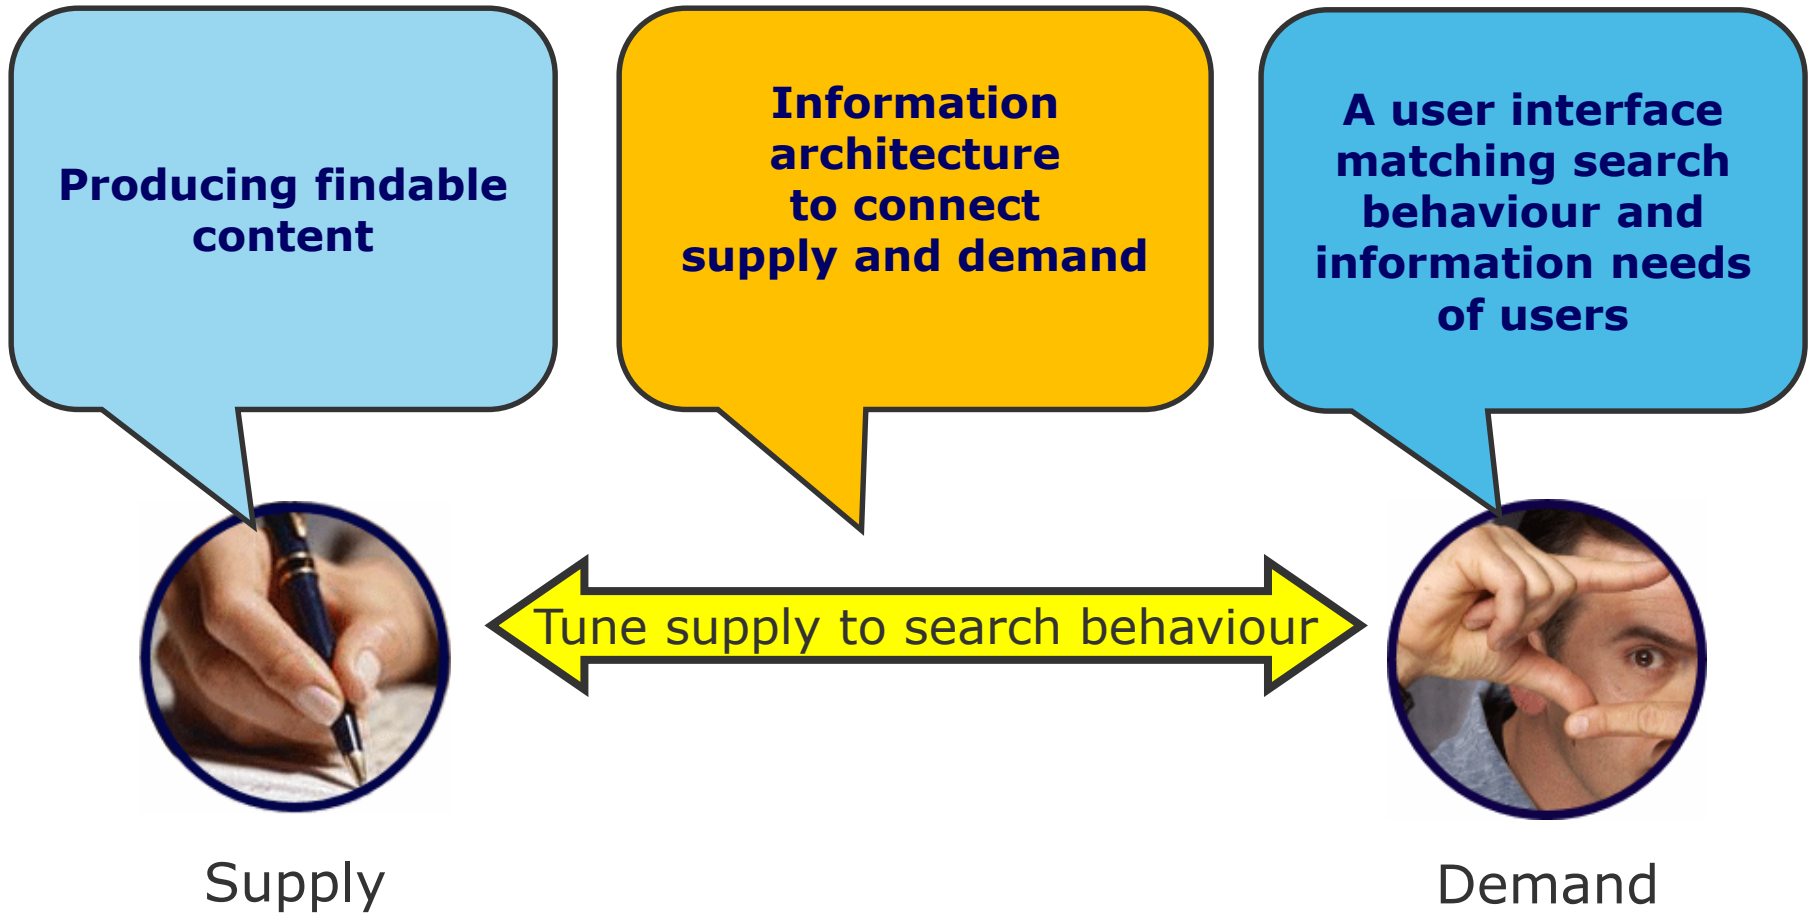 Producing findable
content
Information
architecture
to connect
supply and demand
A user interface
matching search
behaviour and
information needs
of users
Tune supply to search behaviour
Supply
Demand